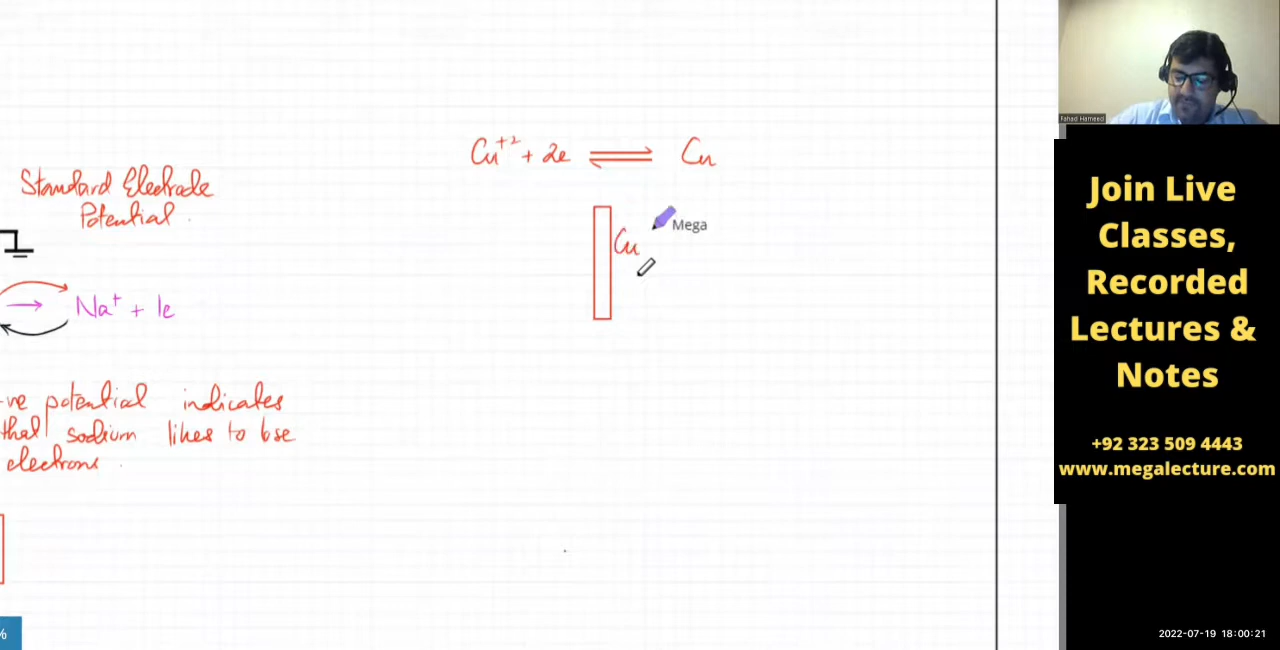 Cu+2 + 2e ⇌ Cu
Standard Electrode
Potential
Cu
Mega
→ Na+ + 1e
-ve potential indicates
that sodium likes to lose
electrons
%
Fahad Hameed
Join Live
Classes,
Recorded
Lectures &
Notes
+92 323 509 4443
www.megalecture.com
2022-07-19 18:00:21